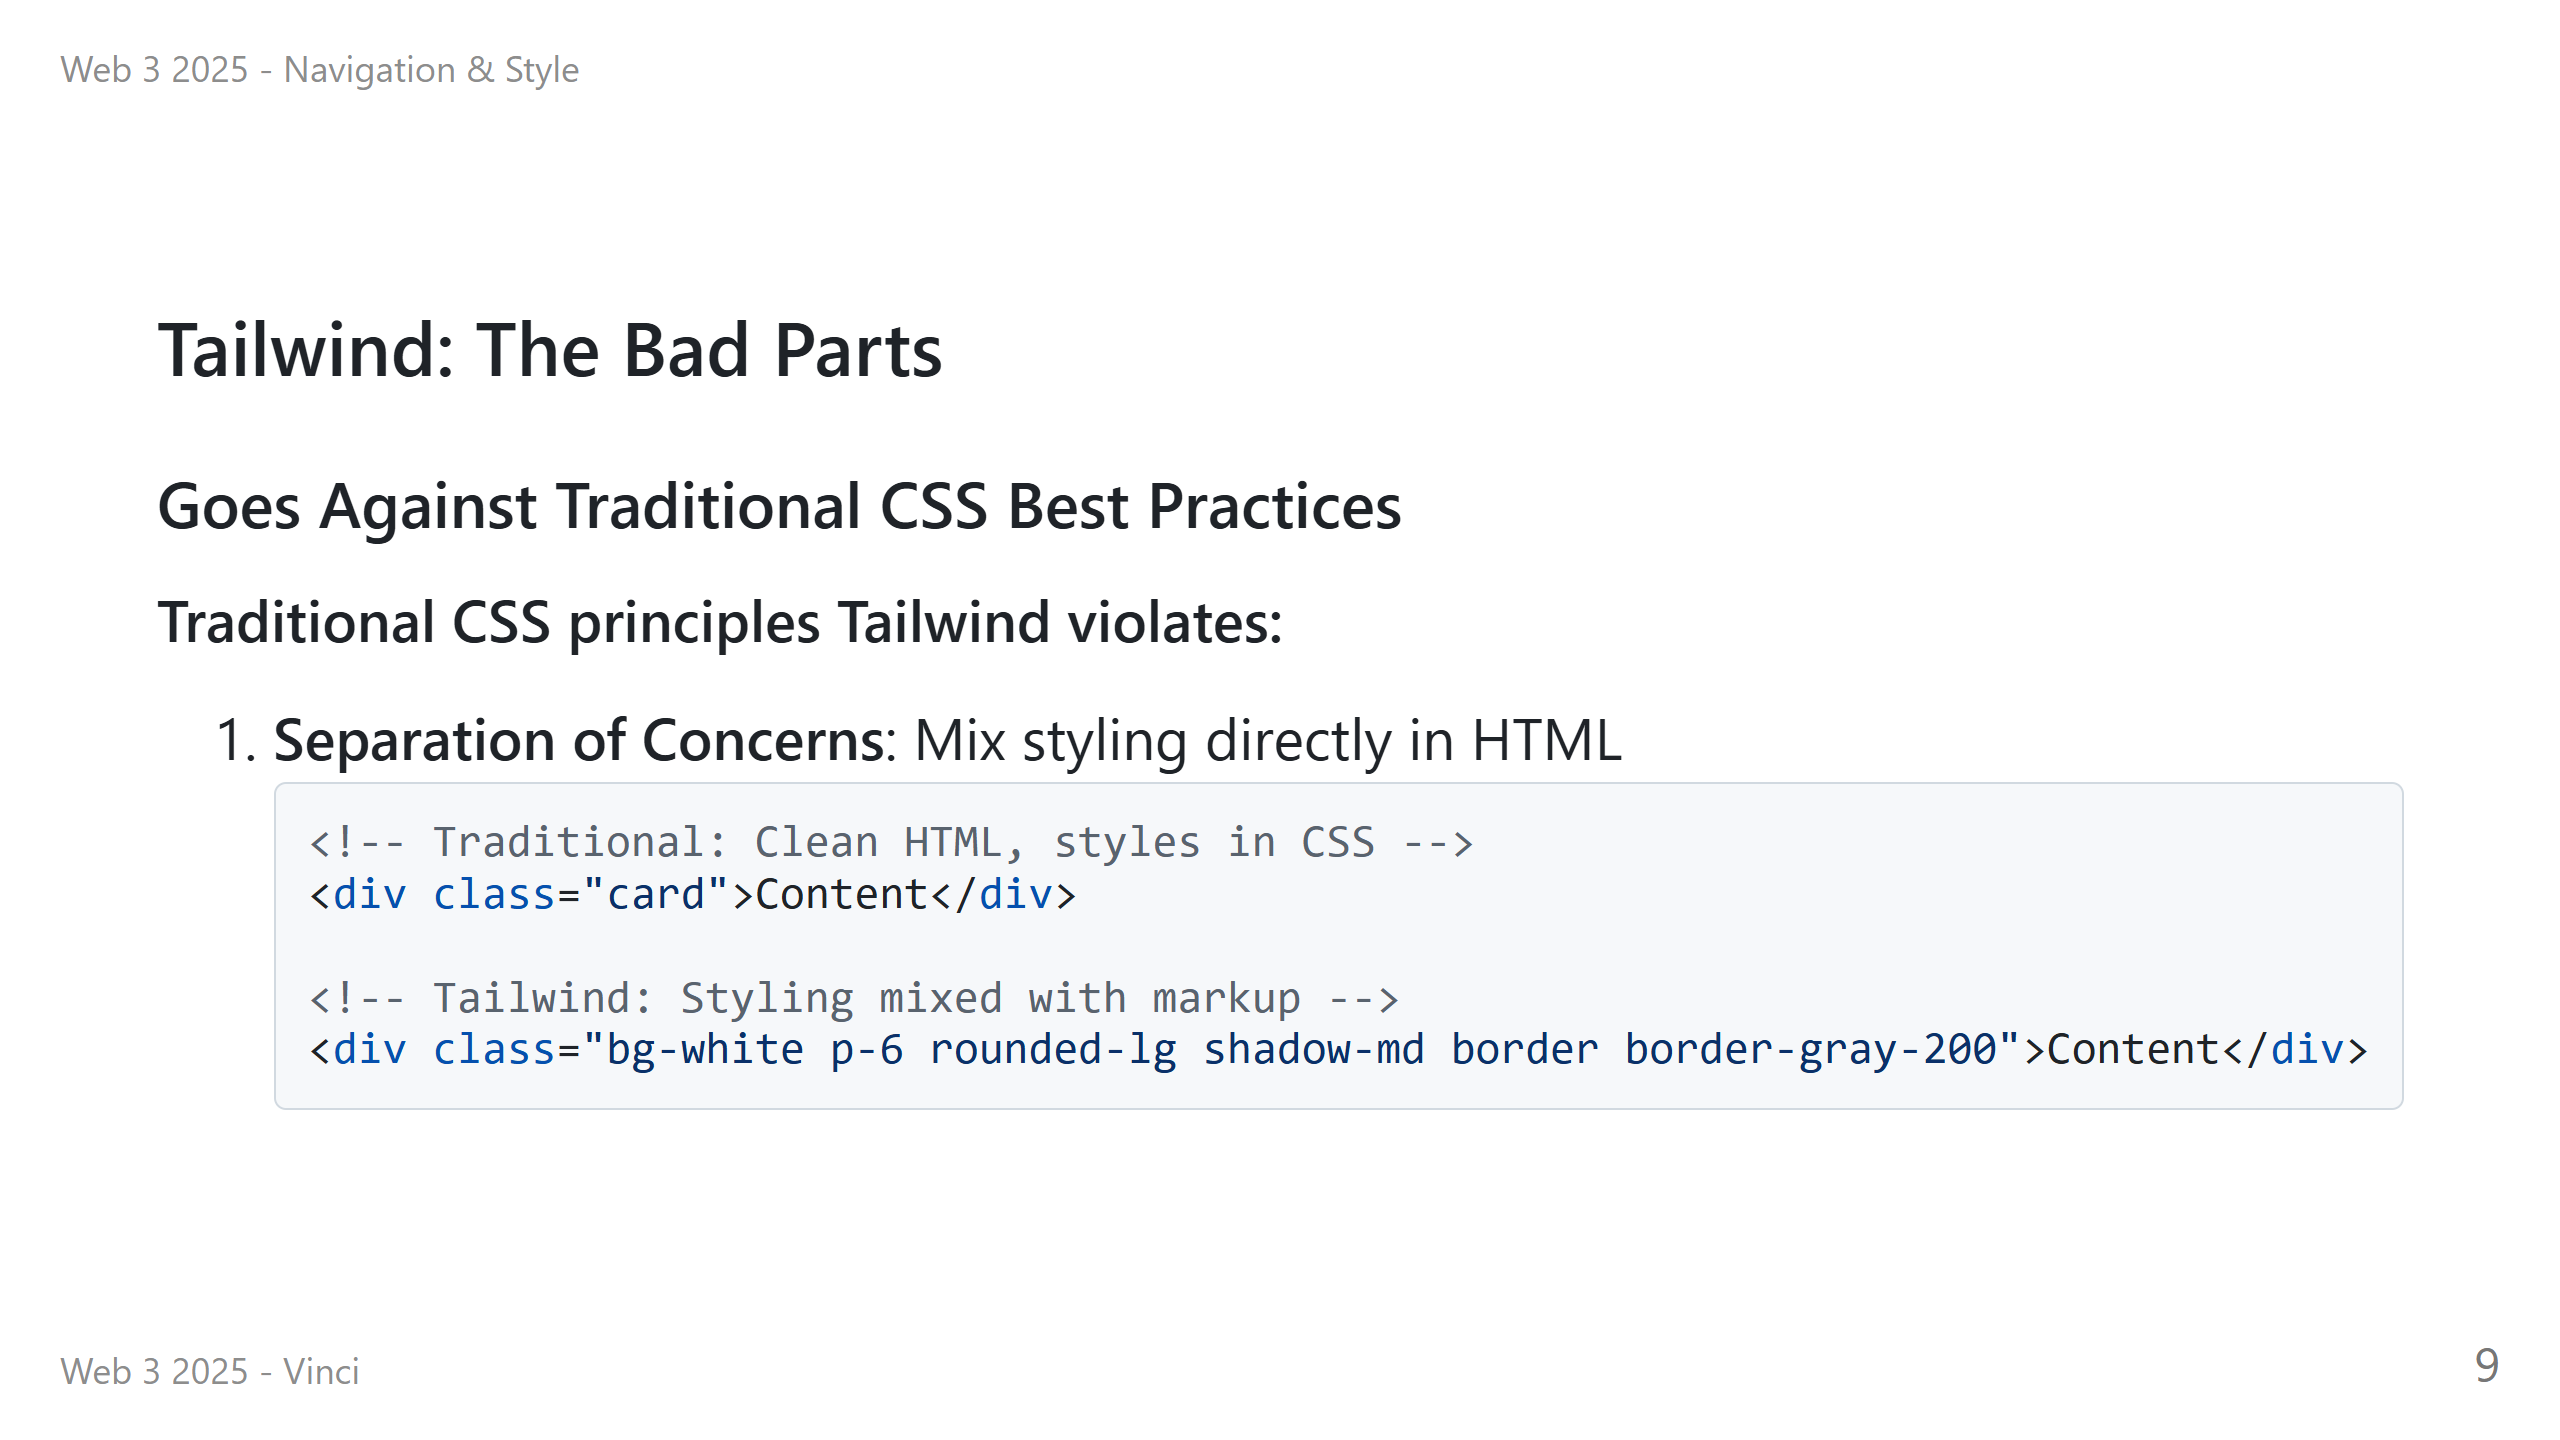 Web 3 2025 - Navigation & Style
Tailwind: The Bad Parts
Goes Against Traditional CSS Best Practices
Traditional CSS principles Tailwind violates:
1. Separation of Concerns: Mix styling directly in HTML
<!-- Traditional: Clean HTML, styles in CSS -->
<div class="card">Content</div>
<!-- Tailwind: Styling mixed with markup -->
<div class="bg-white p-6 rounded-lg shadow-md border border-gray-200">Content</div>
Web 3 2025 - Vinci
9